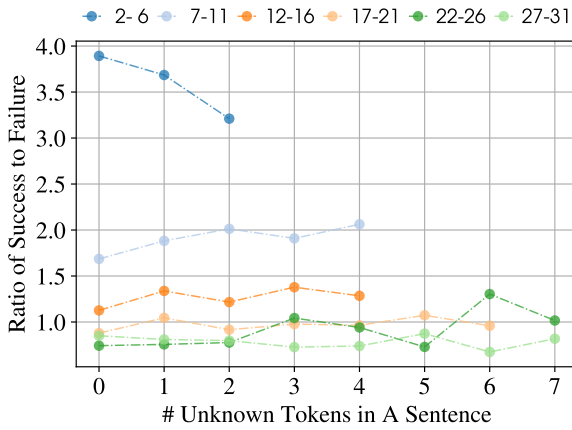 2- 6 7-11 12-16 17-21 22-26 27-31
Ratio of Success to Failure
4.0
3.5
3.0
2.5
2.0
1.5
1.0
0 1 2 3 4 5 6 7
# Unknown Tokens in A Sentence